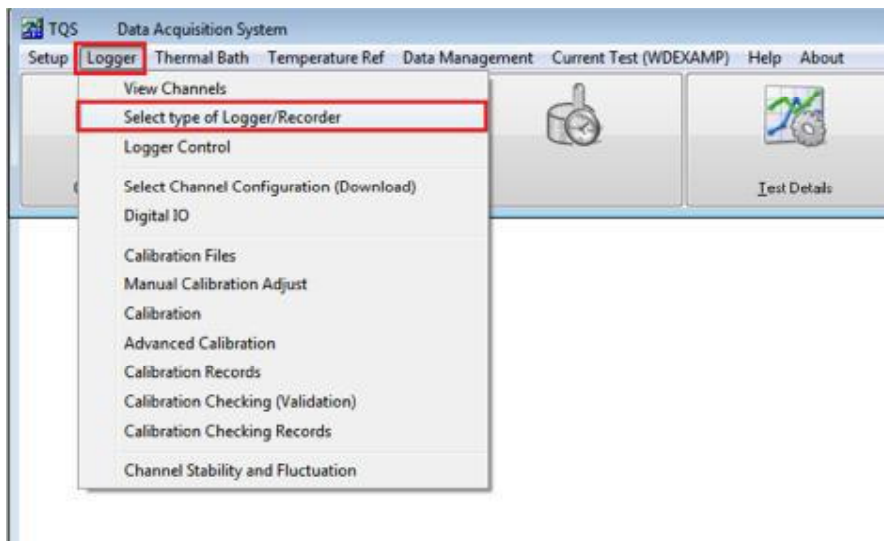 TQS Data Acquisition System
Setup Logger Thermal Bath Temperature Ref Data Management Current Test (WDEXAMP) Help About
View Channels
Select type of Logger/Recorder
Logger Control
Select Channel Configuration (Download)
Digital IO
Test Details
Calibration Files
Manual Calibration Adjust
Calibration
Advanced Calibration
Calibration Records
Calibration Checking (Validation)
Calibration Checking Records
Channel Stability and Fluctuation